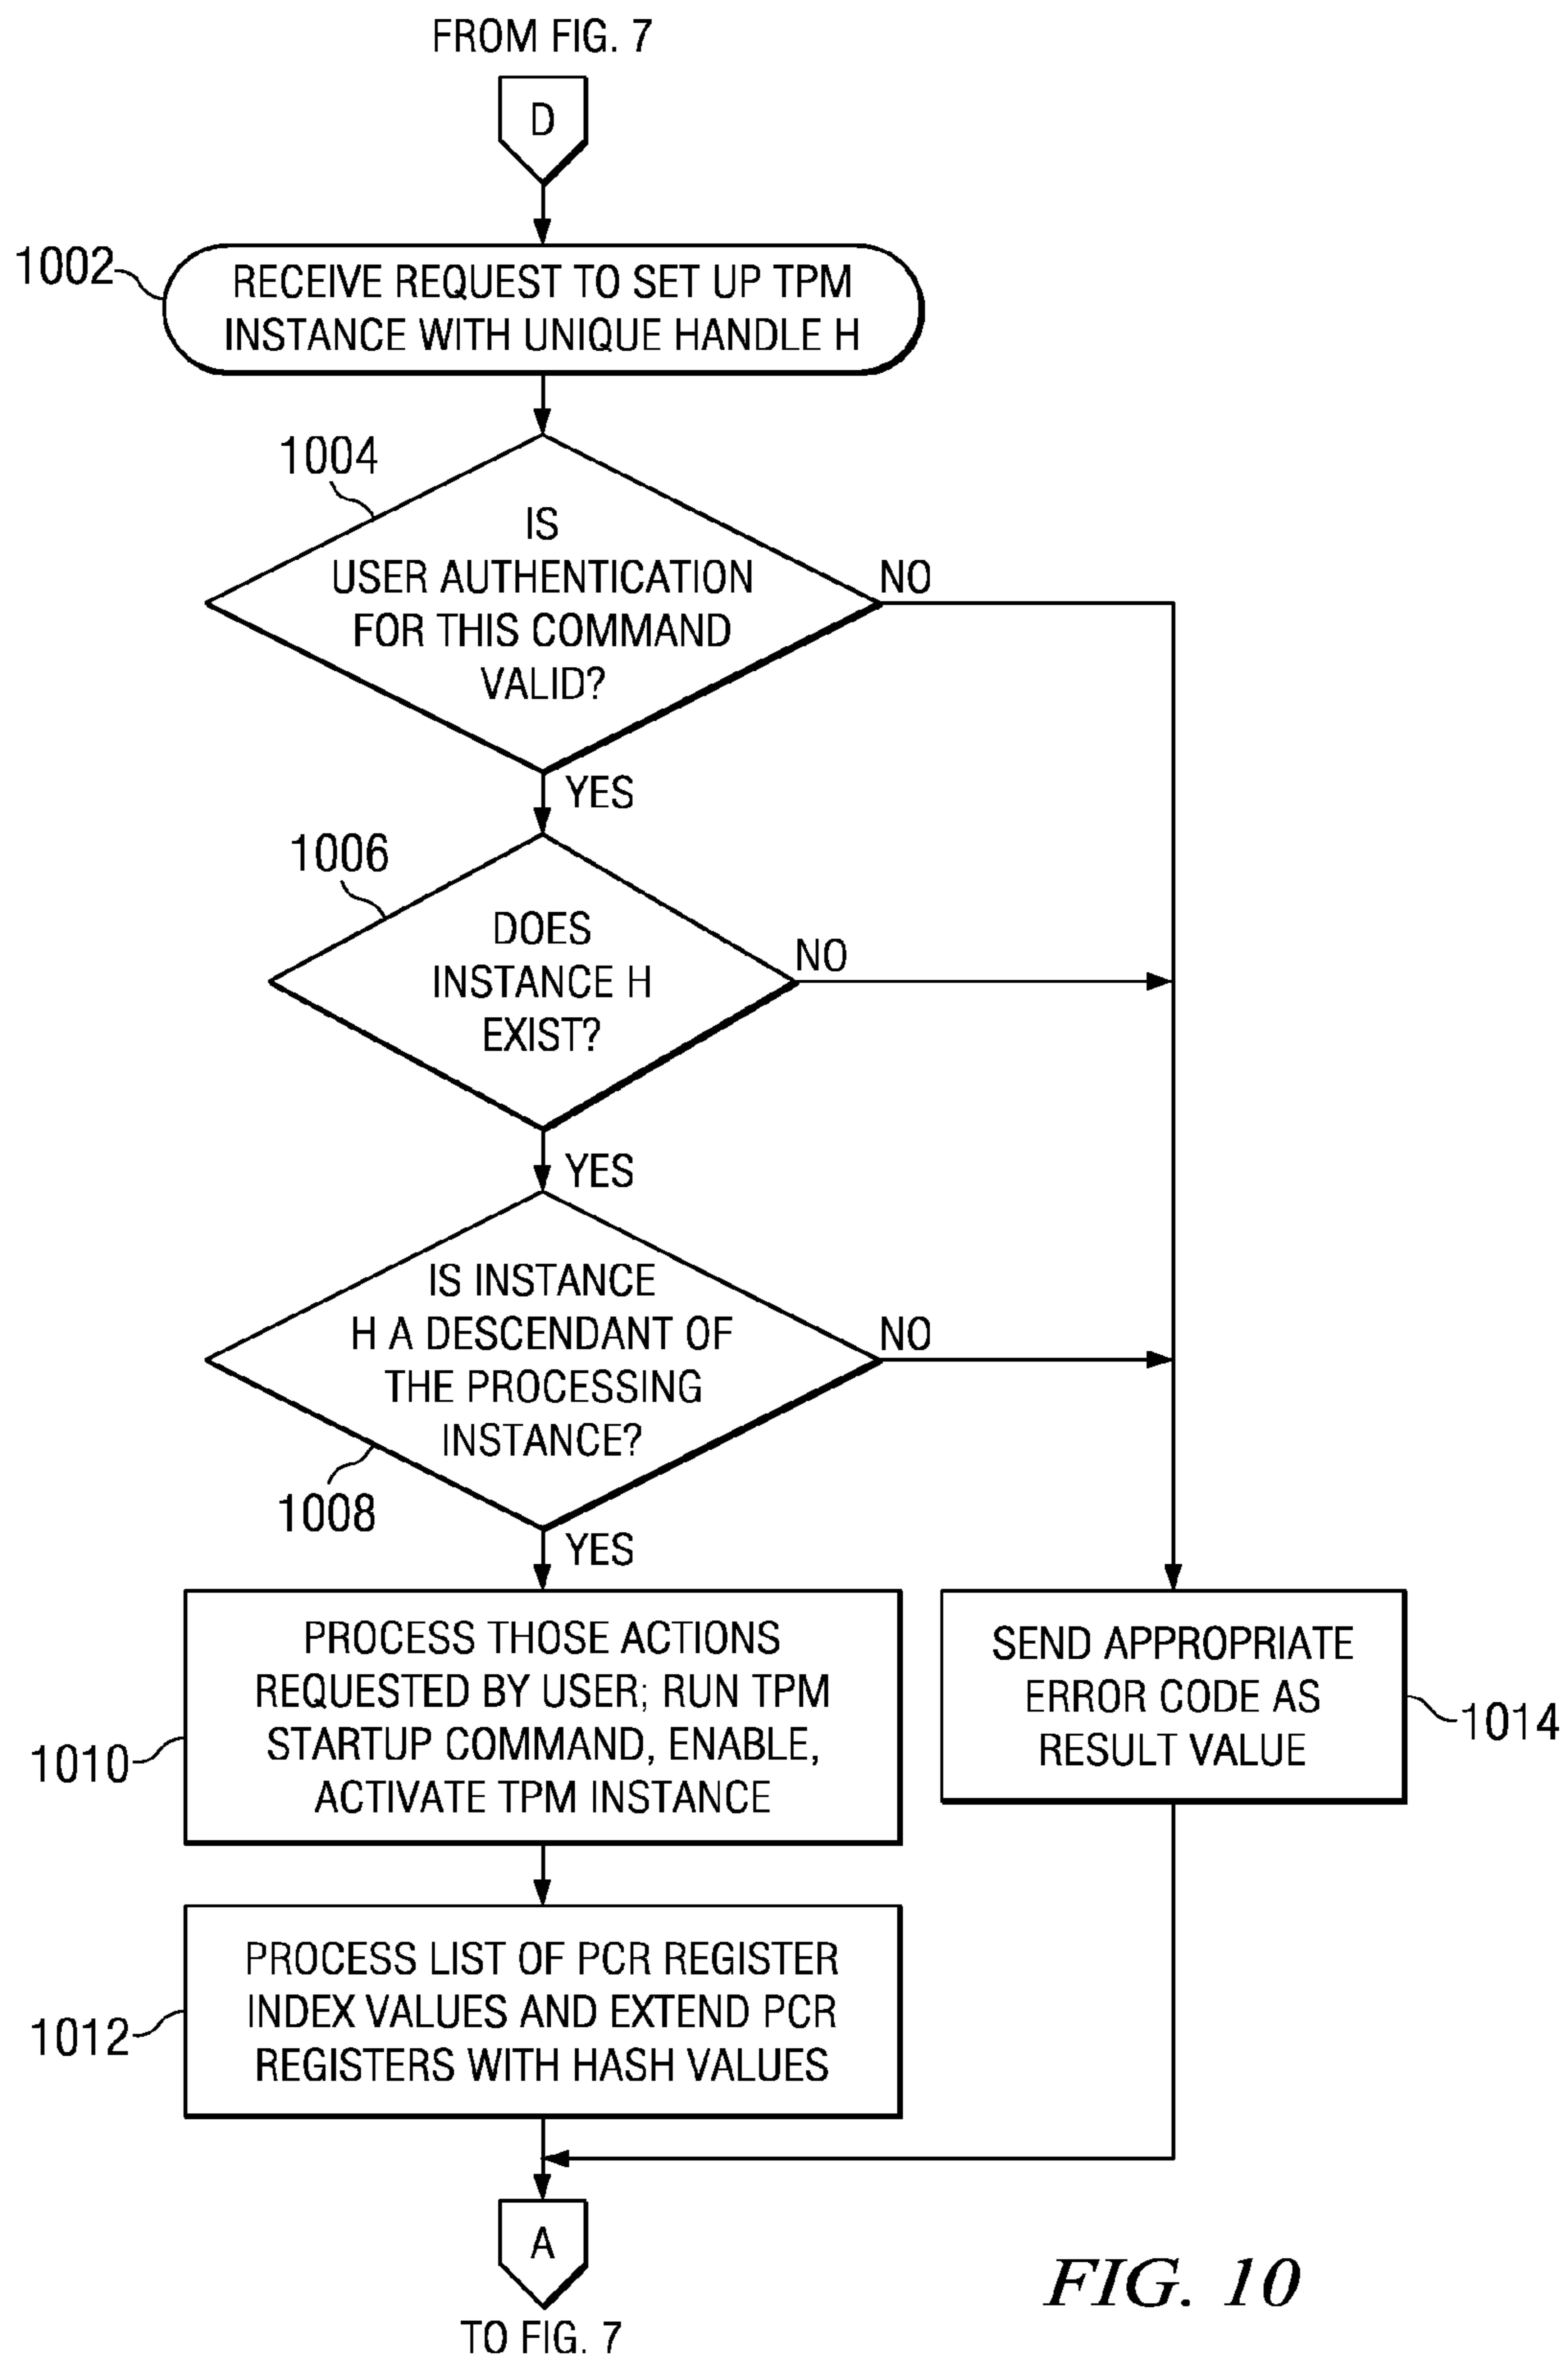 FROM FIG. 7
D
1002
RECEIVE REQUEST TO SET UP TPM
INSTANCE WITH UNIQUE HANDLE H
1004
IS
USER AUTHENTICATION
FOR THIS COMMAND
VALID?
NO
YES
1006
DOES
INSTANCE H
EXIST?
NO
YES
IS INSTANCE
H A DESCENDANT OF
THE PROCESSING
INSTANCE?
NO
1008
YES
PROCESS THOSE ACTIONS
REQUESTED BY USER; RUN TPM
STARTUP COMMAND, ENABLE,
ACTIVATE TPM INSTANCE
1010
SEND APPROPRIATE
ERROR CODE AS
RESULT VALUE
1014
PROCESS LIST OF PCR REGISTER
INDEX VALUES AND EXTEND PCR
REGISTERS WITH HASH VALUES
1012
A
TO FIG. 7
FIG. 10